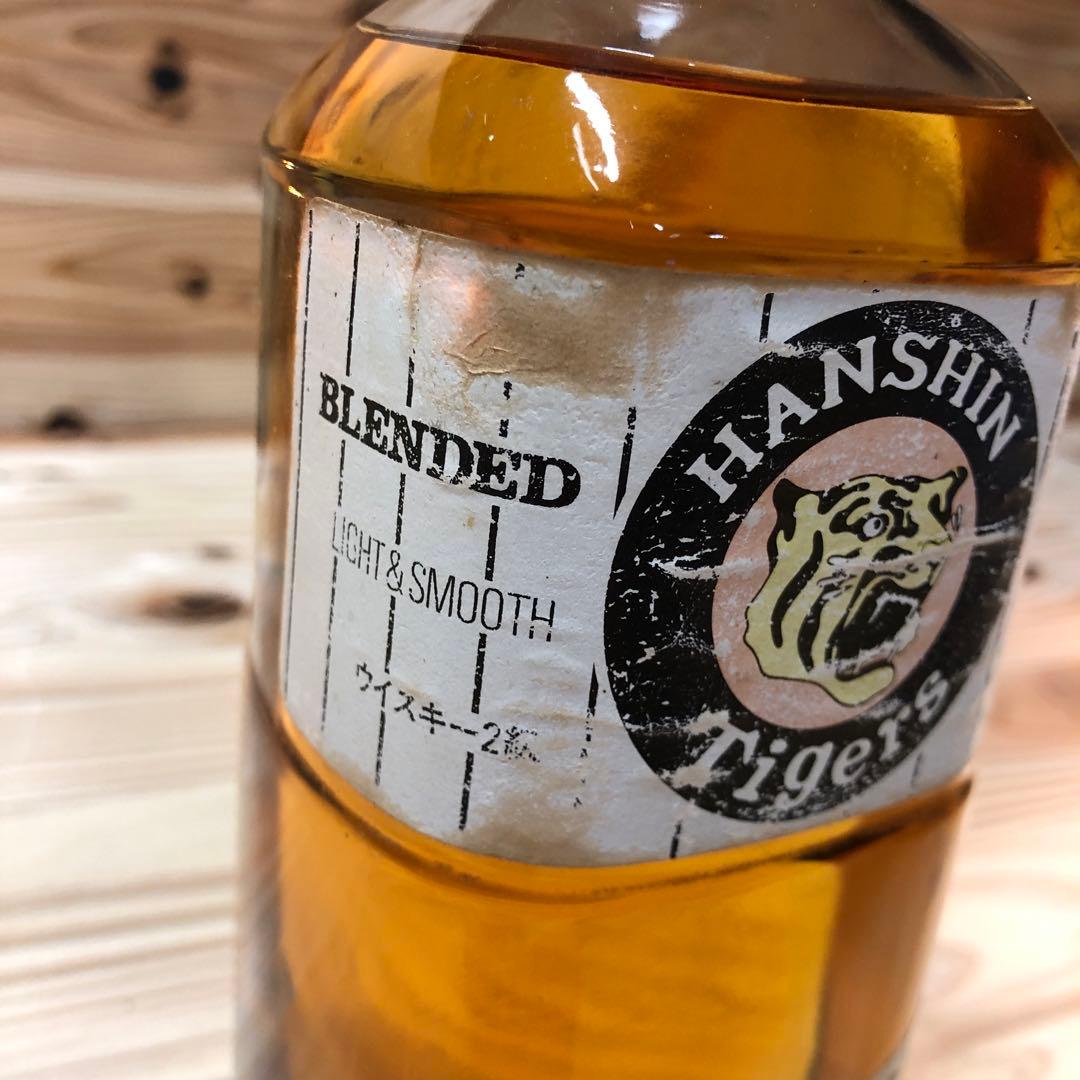 BLENDED
LIGHT & SMOOTH
ウイスキー2級
HANSHIN
Tigers